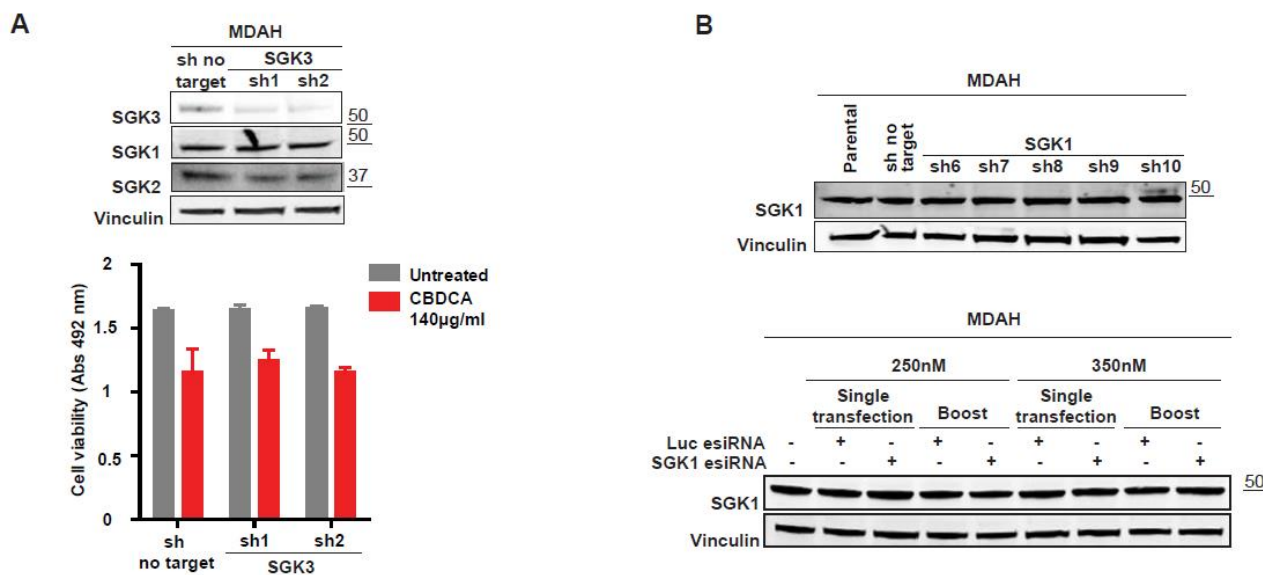 A
MDAH
sh no target
SGK3
sh1 sh2
SGK3
50
SGK1
50
SGK2
37
Vinculin
2
1.5
1
0.5
0
Cell viability (Abs 492 nm)
Untreated
CBDCA
140µg/ml
sh
no target
sh1
sh2
SGK3
B
MDAH
Parental
sh no
target
SGK1
sh6 sh7 sh8 sh9 sh10
SGK1
50
Vinculin
MDAH
250nM 350nM
Single
transfection
Boost
Single
transfection
Boost
Luc esiRNA - + - + - + - + -
SGK1 esiRNA - - + - + - + - +
SGK1
50
Vinculin